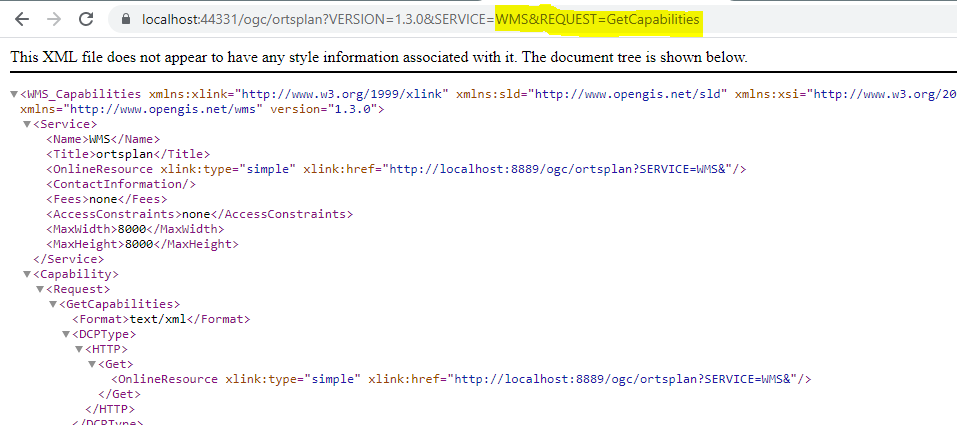 localhost:44331/ogc/ortsplan?VERSION=1.3.0&SERVICE=WMS&REQUEST=GetCapabilities
This XML file does not appear to have any style information associated with it. The document tree is shown below.
<WMS_Capabilities xmlns:xlink="http://www.w3.org/1999/xlink" xmlns:sld="http://www.opengis.net/sld" xmlns:xsi="http://www.w3.org/20
xmlns="http://www.opengis.net/wms" version="1.3.0">
<Service>
<Name>WMS</Name>
<Title>ortsplan</Title>
<OnlineResource xlink:type="simple" xlink:href="http://localhost:8889/ogc/ortsplan?SERVICE=WMS&"/>
<ContactInformation/>
<Fees>none</Fees>
<AccessConstraints>none</AccessConstraints>
<MaxWidth>8000</MaxWidth>
<MaxHeight>8000</MaxHeight>
</Service>
<Capability>
<Request>
<GetCapabilities>
<Format>text/xml</Format>
<DCPType>
<HTTP>
<Get>
<OnlineResource xlink:type="simple" xlink:href="http://localhost:8889/ogc/ortsplan?SERVICE=WMS&"/>
</Get>
</HTTP>
</DCPType>